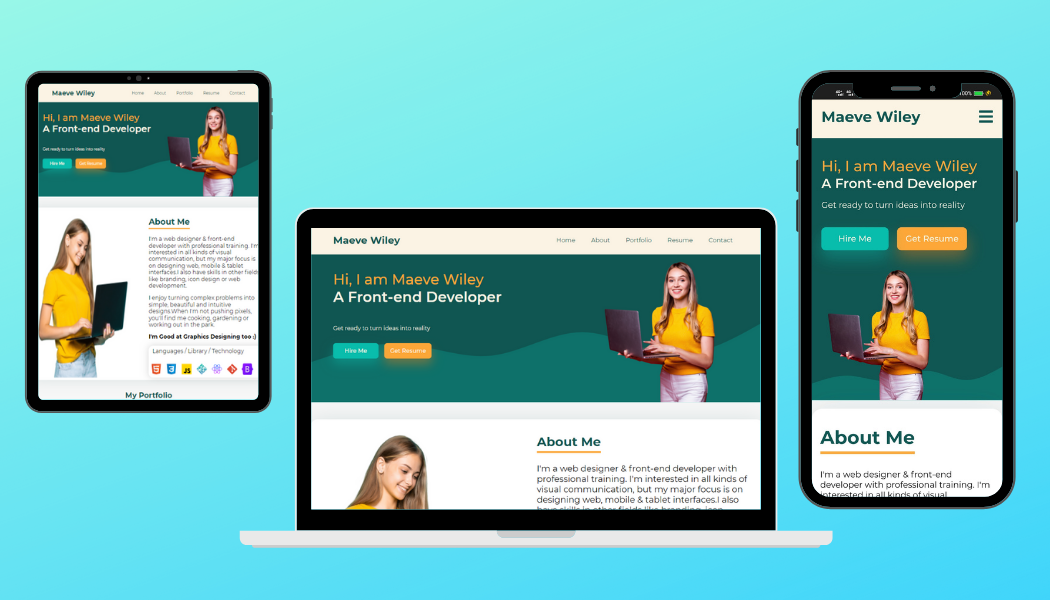 Maeve Wiley
Home About Portfolio Resume Contact
Hi, I am Maeve Wiley
A Front-end Developer
Get ready to turn ideas into reality
Hire Me Get Resume
About Me
I'm a web designer & front-end
developer with professional training. I'm
interested in all kinds of visual
communication, but my major focus is
on designing web, mobile & tablet
interfaces.I also have skills in other fields
like branding, icon design or web
development.
I enjoy turning complex problems into
simple, beautiful and intuitive
designs.When I'm not pushing pixels,
you'll find me cooking, gardening or
working out in the park.
I'm Good at Graphics Designing too ;)
Languages / Library / Technology
JS
My Portfolio
Maeve Wiley
Home About Portfolio Resume Contact
Hi, I am Maeve Wiley
A Front-end Developer
Get ready to turn ideas into reality
Hire Me Get Resume
About Me
I'm a web designer & front-end developer with
professional training. I'm interested in all kinds of
visual communication, but my major focus is on
designing web, mobile & tablet interfaces.I also
have skills in other fields like branding, icon
Maeve Wiley
Hi, I am Maeve Wiley
A Front-end Developer
Get ready to turn ideas into reality
Hire Me Get Resume
About Me
I'm a web designer & front-end
developer with professional training. I'm
interested in all kinds of visual